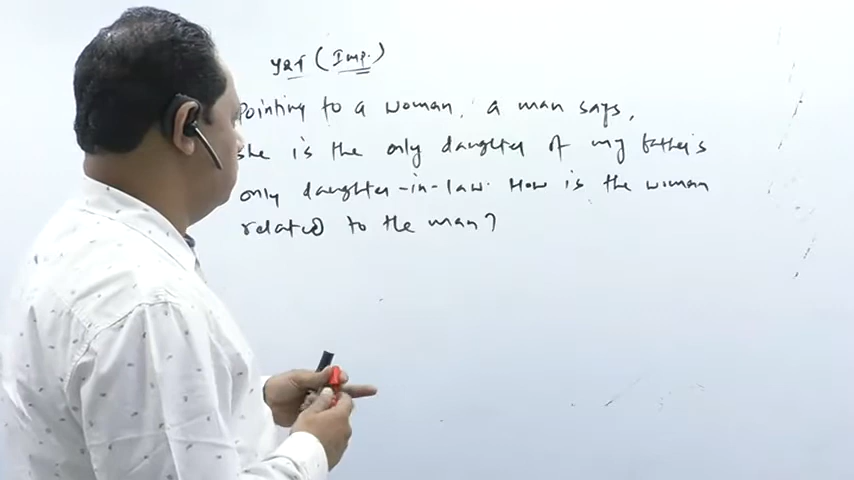 (Imp.)
Pointing to a woman, a man says,
she is the only daughter of my father's
only daughter-in-law. How is the woman
related to the man?